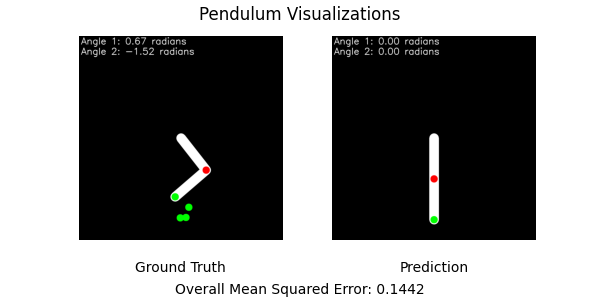 Pendulum Visualizations
Angle 1: 0.67 radians
Angle 2: −1.52 radians
Angle 1: 0.00 radians
Angle 2: 0.00 radians
Ground Truth
Prediction
Overall Mean Squared Error: 0.1442